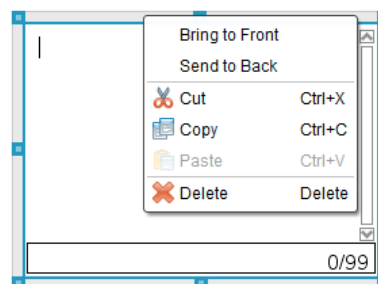 Bring to Front
Send to Back
Cut Ctrl+X
Copy Ctrl+C
Paste Ctrl+V
Delete Delete
0/99